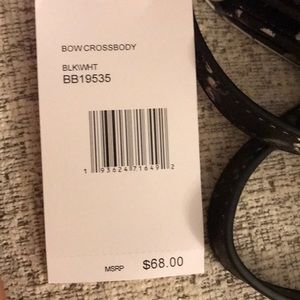 BOW CROSSBODY
BLK\WHT
BB19535
1 93624 71649 2
MSRP $68.00